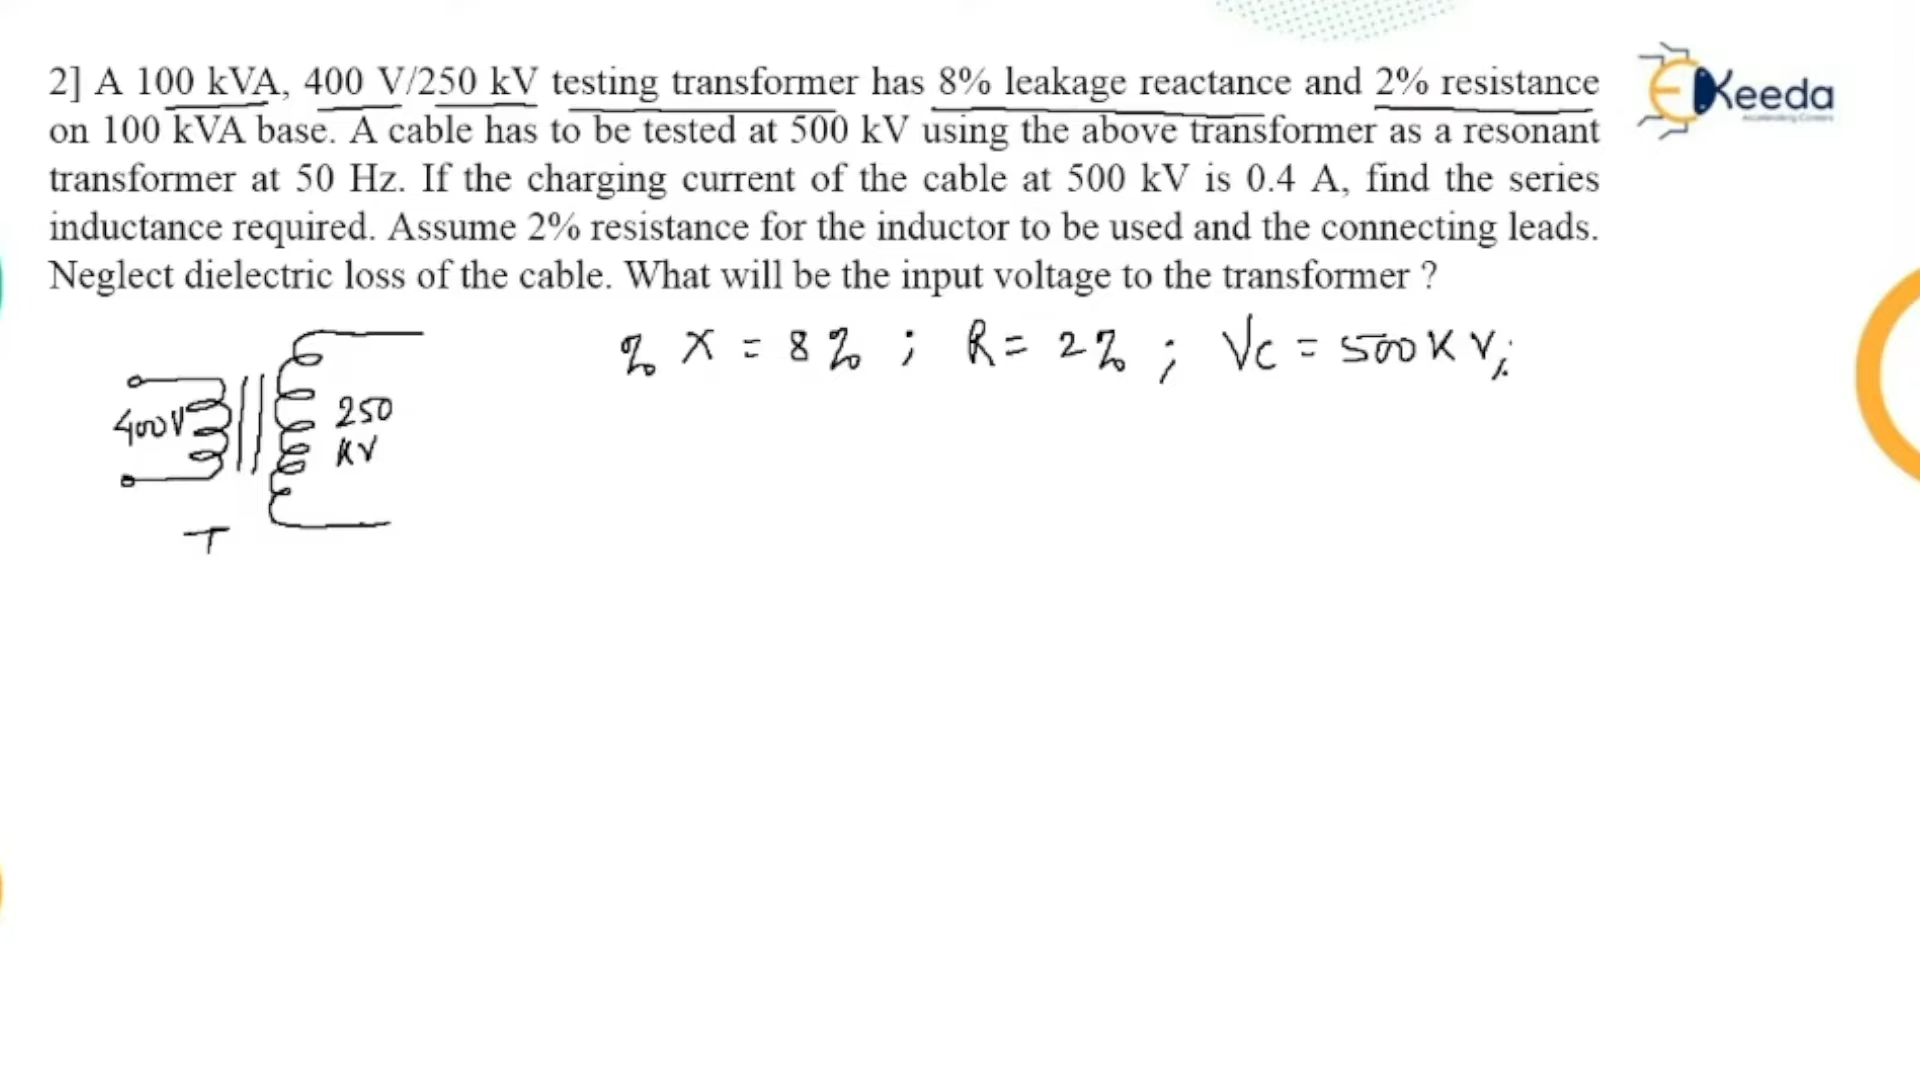 2] A 100 kVA, 400 V/250 kV testing transformer has 8% leakage reactance and 2% resistance
on 100 kVA base. A cable has to be tested at 500 kV using the above transformer as a resonant
transformer at 50 Hz. If the charging current of the cable at 500 kV is 0.4 A, find the series
inductance required. Assume 2% resistance for the inductor to be used and the connecting leads.
Neglect dielectric loss of the cable. What will be the input voltage to the transformer ?
EKeeda
% X = 8% ; R = 2% ; Vc = 500 KV;
400V
250
KV
T